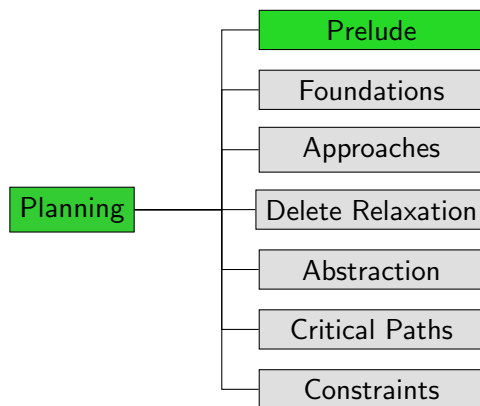 Prelude
Foundations
Approaches
Planning
Delete Relaxation
Abstraction
Critical Paths
Constraints